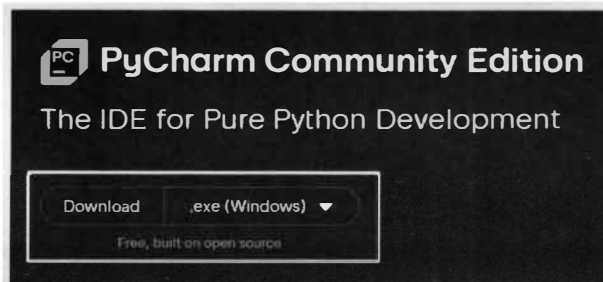 PC PyCharm Community Edition
The IDE for Pure Python Development
Download .exe (Windows)
Free, built on open source